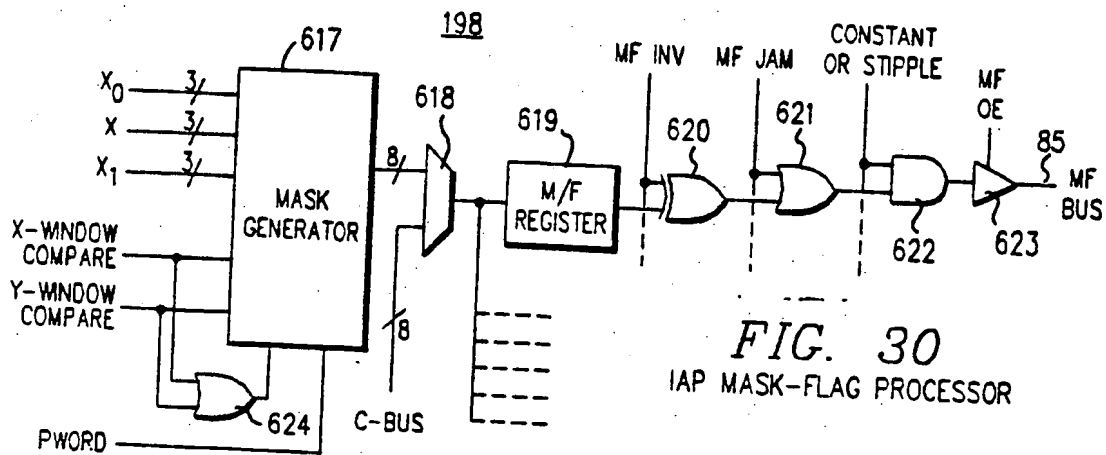 198
617
X0
3
X
3
X1
3
X-WINDOW
COMPARE
Y-WINDOW
COMPARE
PWORD
MASK
GENERATOR
624
8
618
8
C-BUS
619
M/F
REGISTER
MF INV
620
MF JAM
621
CONSTANT
OR STIPPLE
622
MF
OE
623
85
MF
BUS
FIG. 30
IAP MASK-FLAG PROCESSOR